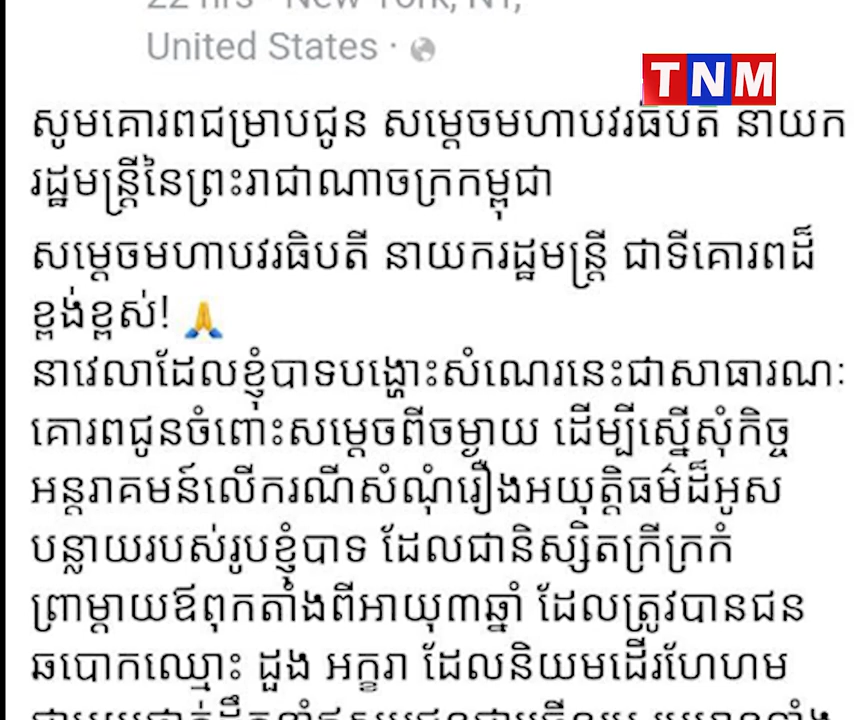 22 hrs · New York, NY,
United States ·
TNM
សូមគោរពជម្រាបជូន សម្តេចមហាបវរធិបតី នាយក
រដ្ឋមន្ត្រីនៃព្រះរាជាណាចក្រកម្ពុជា
សម្តេចមហាបវរធិបតី នាយករដ្ឋមន្ត្រី ជាទីគោរពដ៏
ខ្ពង់ខ្ពស់! 🙏
នាវេលាដែលខ្ញុំបាទបង្ហោះសំណេរនេះជាសាធារណៈ
គោរពជូនចំពោះសម្តេចពីចម្ងាយ ដើម្បីស្នើសុំកិច្ច
អន្តរាគមន៍លើករណីសំណុំរឿងអយុត្តិធម៌ដ៏អូស
បន្លាយរបស់រូបខ្ញុំបាទ ដែលជានិស្សិតក្រីក្រកំ
ព្រាម្តាយឪពុកតាំងពីអាយុ៣ឆ្នាំ ដែលត្រូវបានជន
ឆបោកឈ្មោះ ដួង អក្ខរា ដែលនិយមដើរហែហម